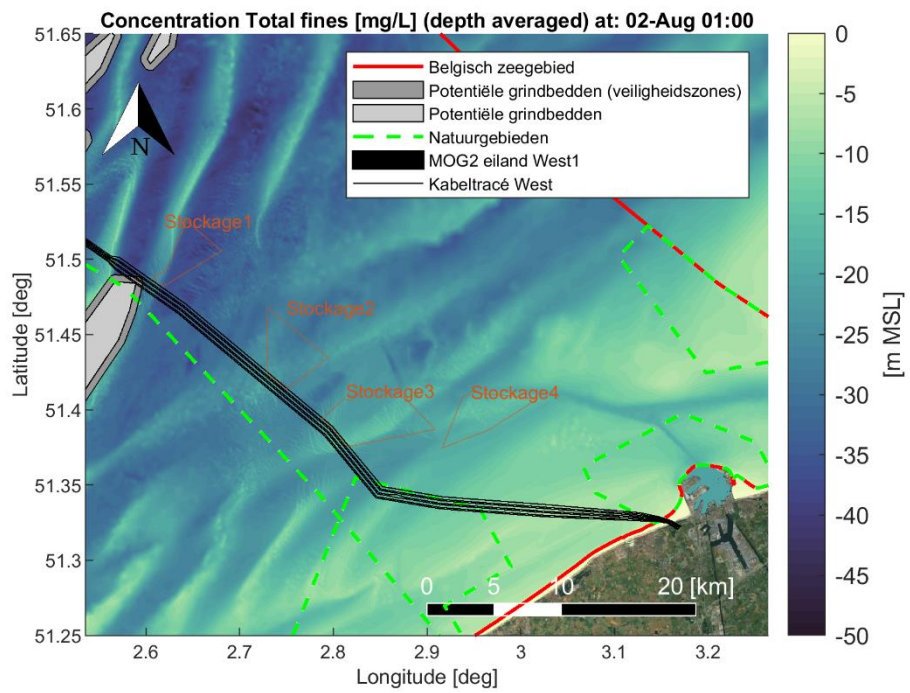 Concentration Total fines [mg/L] (depth averaged) at: 02-Aug 01:00
51.65
51.6
51.55
51.5
51.45
51.4
51.35
51.3
51.25
Latitude [deg]
N
Belgisch zeegebied
Potentiële grindbedden (veiligheidszones)
Potentiële grindbedden
Natuurgebieden
MOG2 eiland West1
Kabeltracé West
Stockage1
Stockage2
Stockage3
Stockage4
0 5 10 20 [km]
2.6 2.7 2.8 2.9 3 3.1 3.2
Longitude [deg]
0
-5
-10
-15
-20
-25
-30
-35
-40
-45
-50
[m MSL]